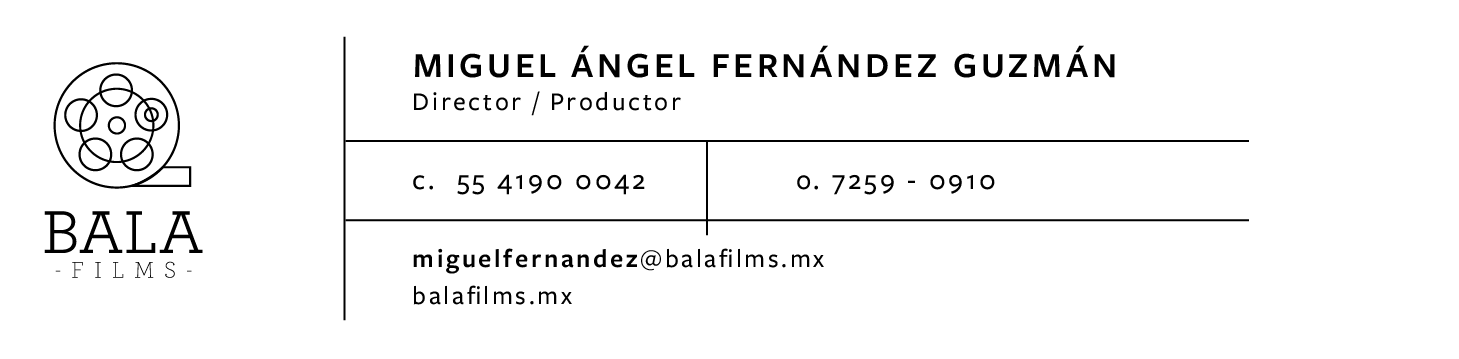 BALA
-FILMS-
MIGUEL ÁNGEL FERNÁNDEZ GUZMÁN
Director / Productor
c. 55 4190 0042
o. 7259 - 0910
miguelfernandez@balafilms.mx
balafilms.mx